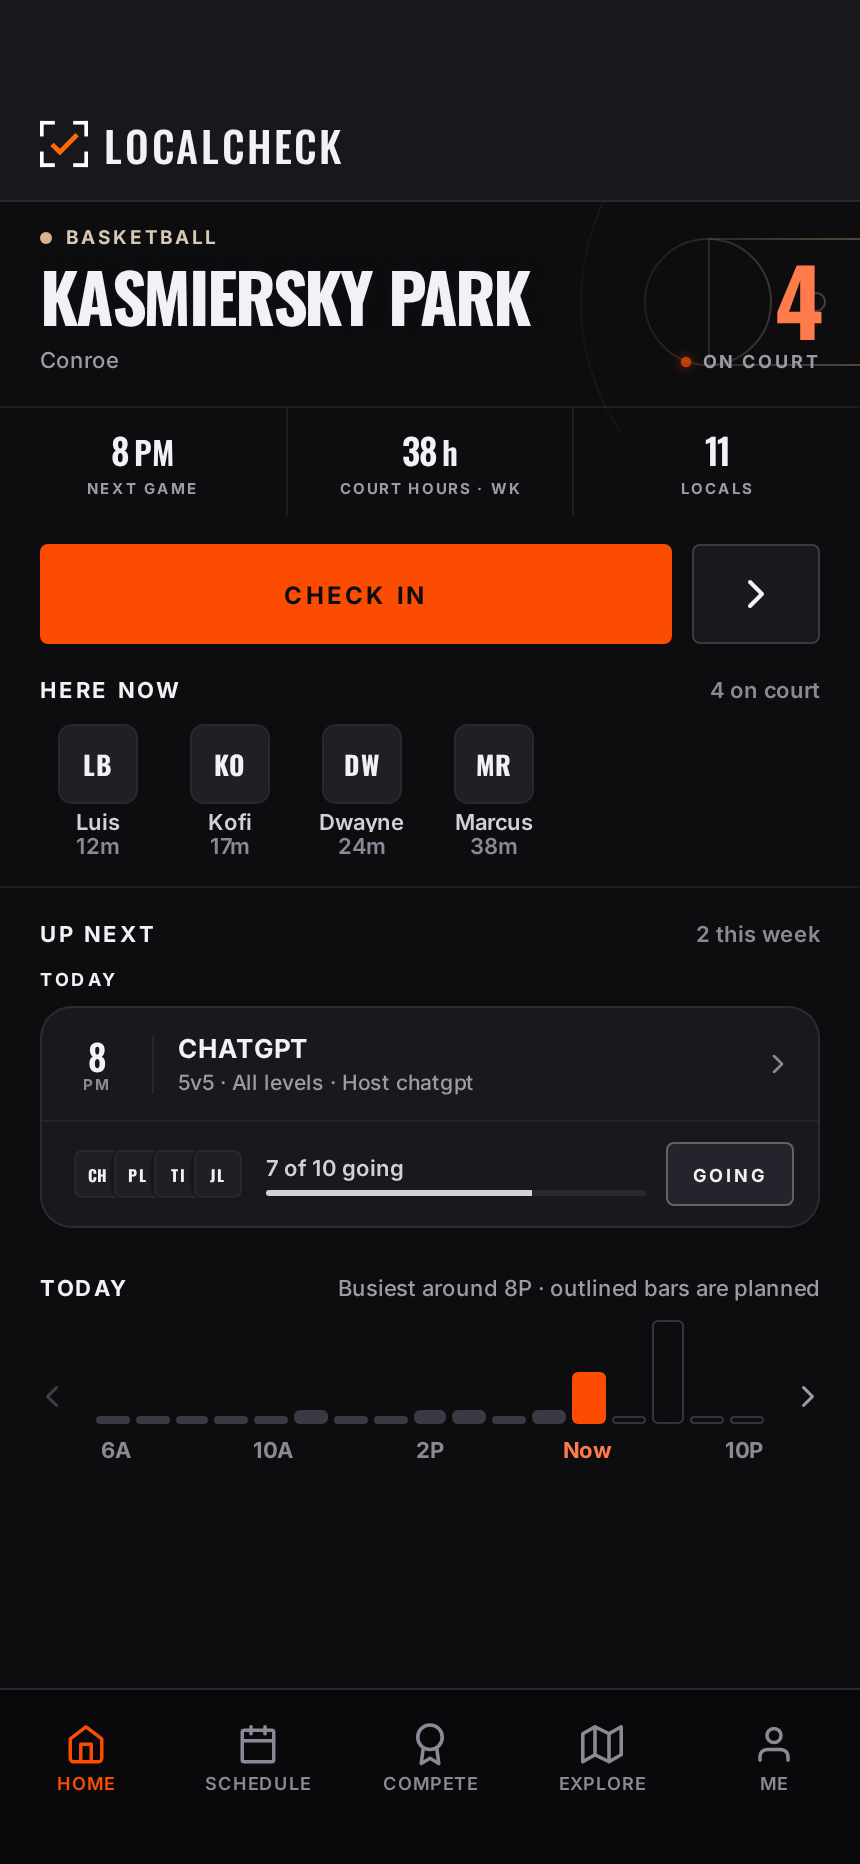 LOCALCHECK
BASKETBALL
KASMIERSKY PARK
4
Conroe
ON COURT
8 PM
NEXT GAME
38 h
COURT HOURS · WK
11
LOCALS
CHECK IN
HERE NOW
4 on court
LB
KO
DW
MR
Luis
Kofi
Dwayne
Marcus
12m
17m
24m
38m
UP NEXT
2 this week
TODAY
8
PM
CHATGPT
5v5 · All levels · Host chatgpt
CH
PL
TI
JL
7 of 10 going
GOING
TODAY
Busiest around 8P · outlined bars are planned
6A
10A
2P
Now
10P
HOME
SCHEDULE
COMPETE
EXPLORE
ME